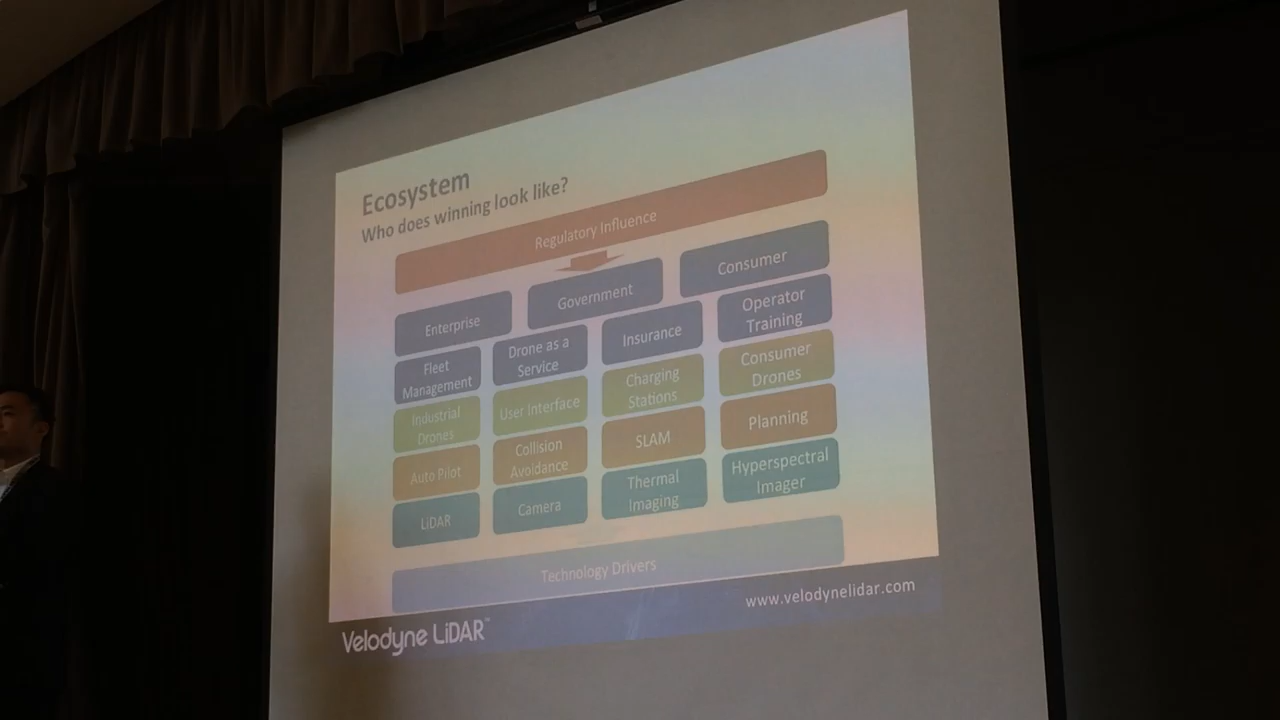 Ecosystem
Who does winning look like?
Regulatory Influence
Enterprise
Government
Consumer
Fleet
Management
Drone as a
Service
Insurance
Operator
Training
Industrial
Drones
User Interface
Charging
Stations
Consumer
Drones
Auto Pilot
Collision
Avoidance
SLAM
Planning
LiDAR
Camera
Thermal
Imaging
Hyperspectral
Imager
Technology Drivers
Velodyne LiDAR™
www.velodynelidar.com